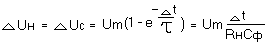 △Uн = △Uc = Um(1-e^-△t/τ) = Um △t/RнCф